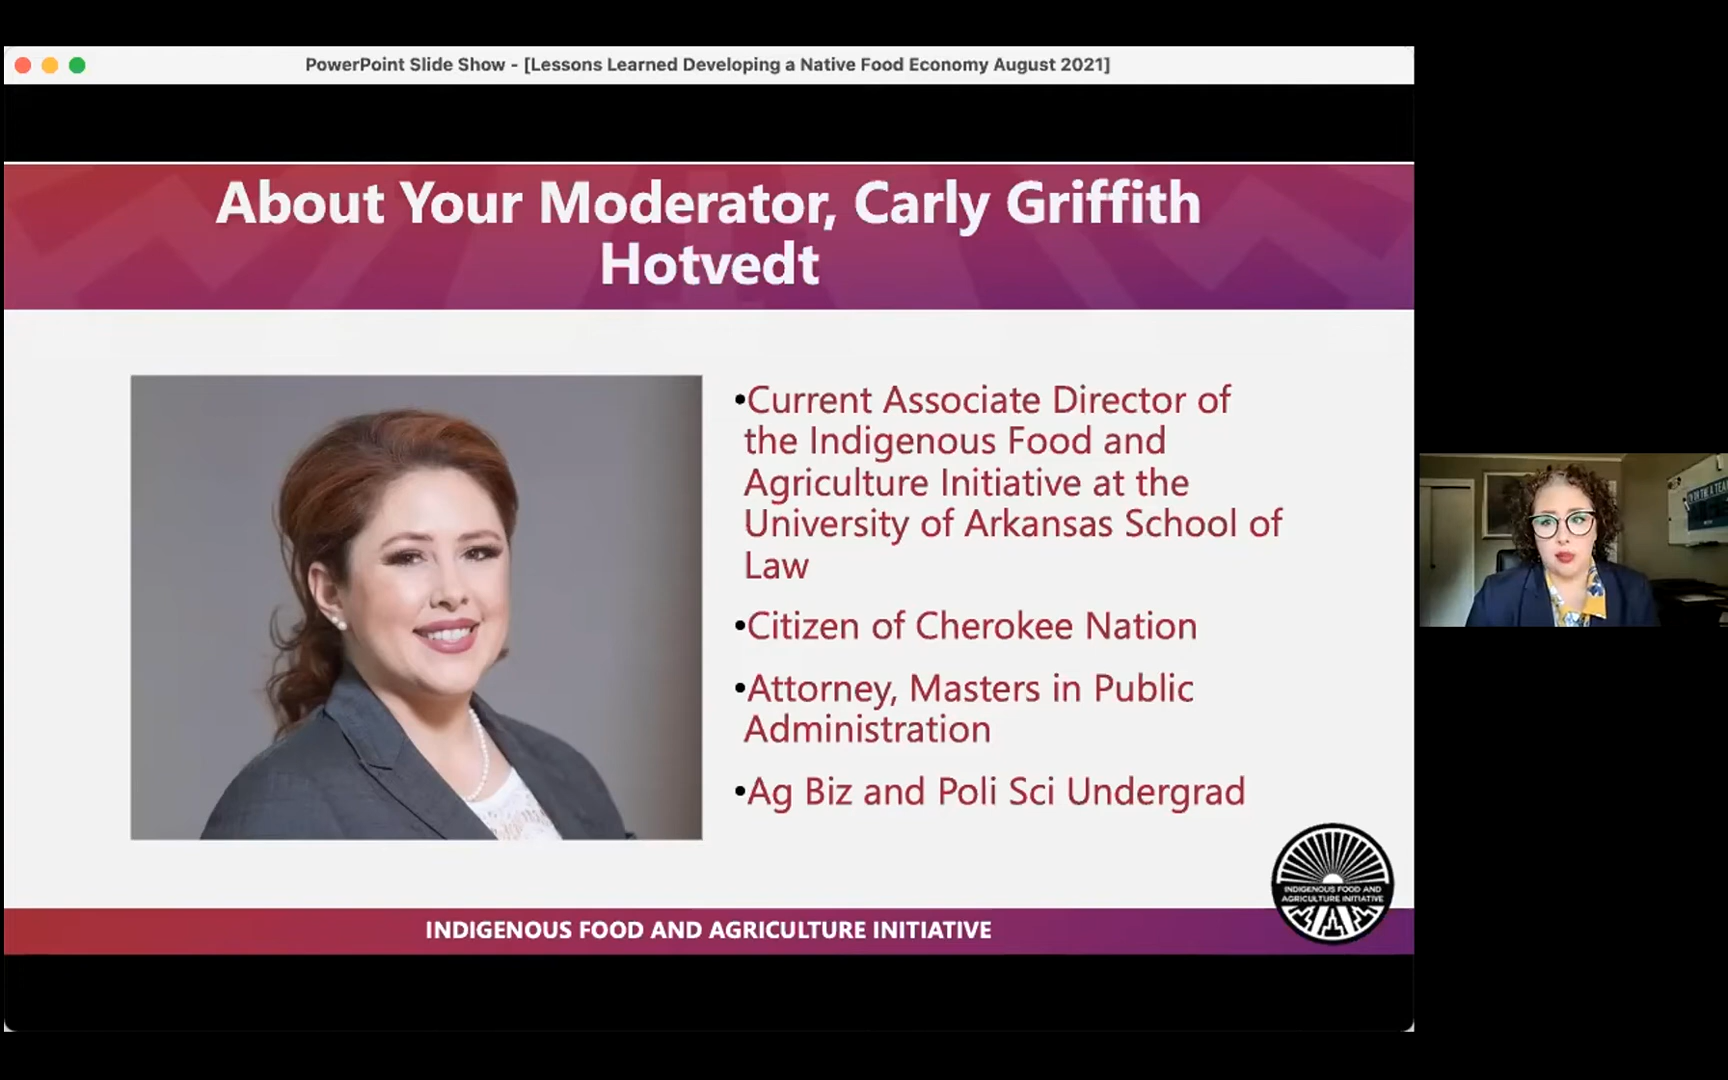 PowerPoint Slide Show - [Lessons Learned Developing a Native Food Economy August 2021]
About Your Moderator, Carly Griffith
Hotvedt
•Current Associate Director of
the Indigenous Food and
Agriculture Initiative at the
University of Arkansas School of
Law
•Citizen of Cherokee Nation
•Attorney, Masters in Public
Administration
•Ag Biz and Poli Sci Undergrad
INDIGENOUS FOOD AND
AGRICULTURE INITIATIVE
INDIGENOUS FOOD AND AGRICULTURE INITIATIVE